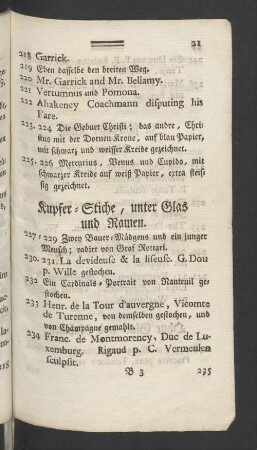 21
218 Garrick.
219 Eben dasselbe den breiten Weg.
220 Mr. Garrick and Mr. Bellamy.
221 Vertumnus und Pomona.
222 Ahakeney Coachmann disputing his
Fare.
223. 224 Die Geburt Christi; das andre, Chri-
stus mit der Dornen Krone, auf blau Papier,
mit schwarz und weisser Kreide gezeichnet.
225. 226 Mercurius, Venus und Cupido, mit
schwarzer Kreide auf weiß Papier, extra fleis-
sig gezeichnet.
Kupfer-Stiche, unter Glas
und Ramen.
227-229 Zwey Bauer-Mädgens und ein junger
Mensch; radirt von Graf
230. 231. La devideuse & la liseuse. G. Dou
p. Wille gestochen.
232 Ein Cardinals-Portrait von Nanteuil ge-
stochen.
233 Henr. de la Tour d'auvergne, Vicomte
de Turenne, von demselben gestochen, und
von Champagne gemahlt.
234 Franc. de Montmorency, Duc de Lu-
xemburg. Rigaud p. C. Vermeulen
sculpsit.
B 3
235